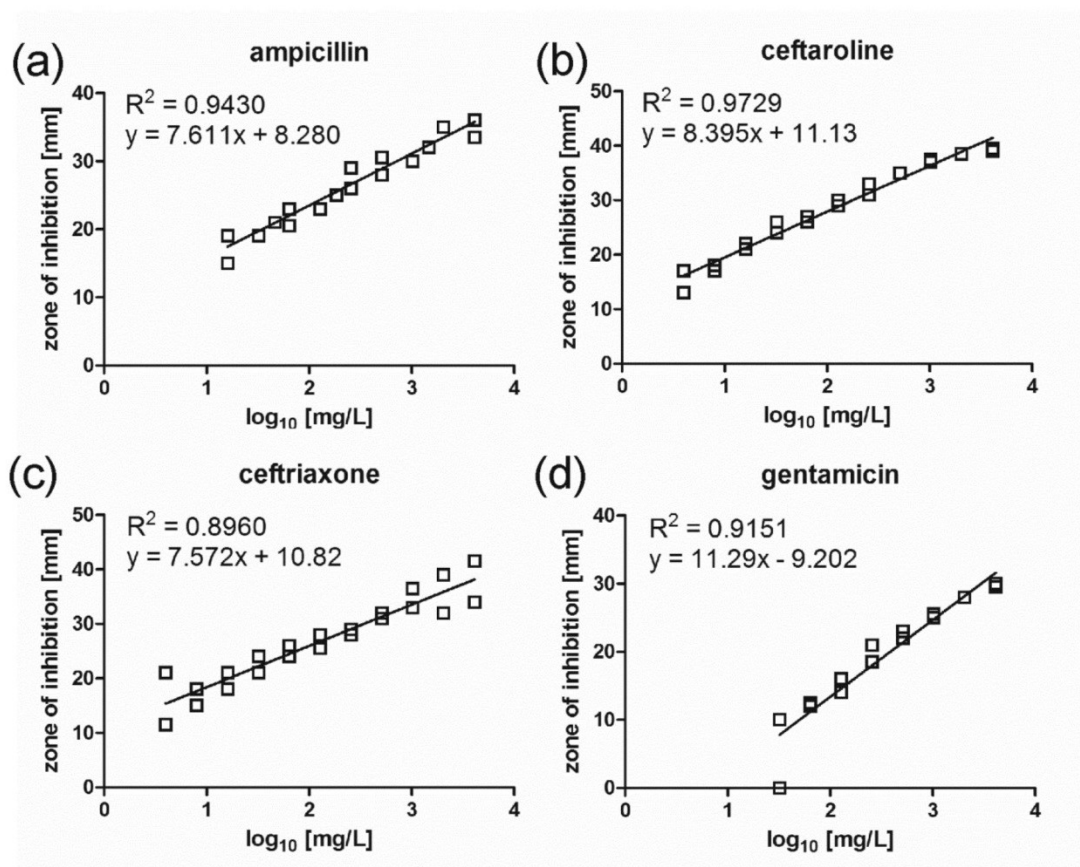 (a)
ampicillin
R² = 0.9430
y = 7.611x + 8.280
zone of inhibition [mm]
40
30
20
10
0
0 1 2 3 4
log₁₀ [mg/L]
(b)
ceftaroline
R² = 0.9729
y = 8.395x + 11.13
zone of inhibition [mm]
50
40
30
20
10
0
0 1 2 3 4
log₁₀ [mg/L]
(c)
ceftriaxone
R² = 0.8960
y = 7.572x + 10.82
zone of inhibition [mm]
50
40
30
20
10
0
0 1 2 3 4
log₁₀ [mg/L]
(d)
gentamicin
R² = 0.9151
y = 11.29x - 9.202
zone of inhibition [mm]
40
30
20
10
0
0 1 2 3 4
log₁₀ [mg/L]